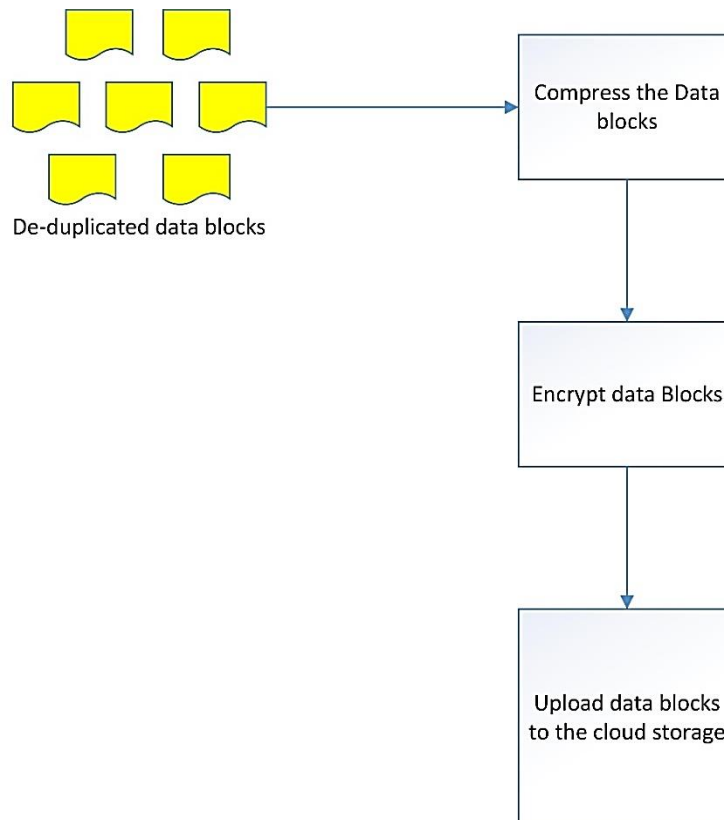 Compress the Data
blocks
De-duplicated data blocks
Encrypt data Blocks
Upload data blocks
to the cloud storage